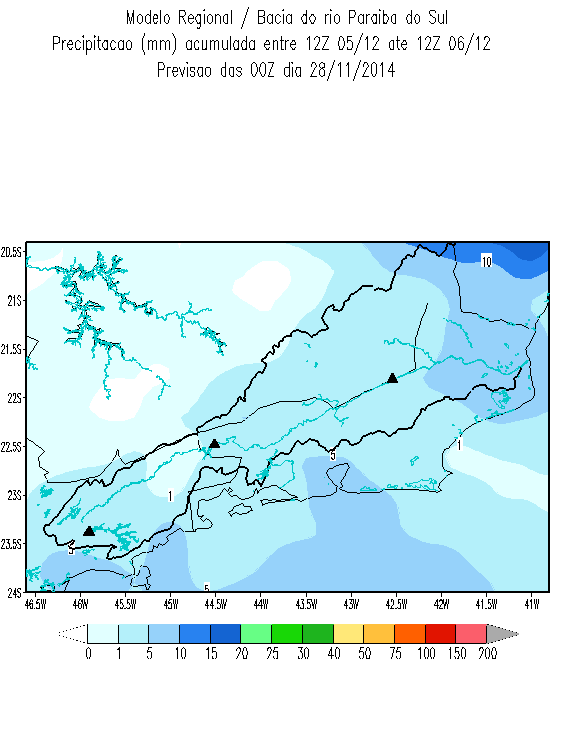 Modelo Regional / Bacia do rio Paraiba do Sul
Precipitacao (mm) acumulada entre 12Z 05/12 ate 12Z 06/12
Previsao das 00Z dia 28/11/2014
20.5S
10
21S
21.5S
22S
22.5S
1
5
23S
1
23.5S
5
24S
5
46.5W 46W 45.5W 45W 44.5W 44W 43.5W 43W 42.5W 42W 41.5W 41W
0 1 5 10 15 20 25 30 40 50 75 100 150 200